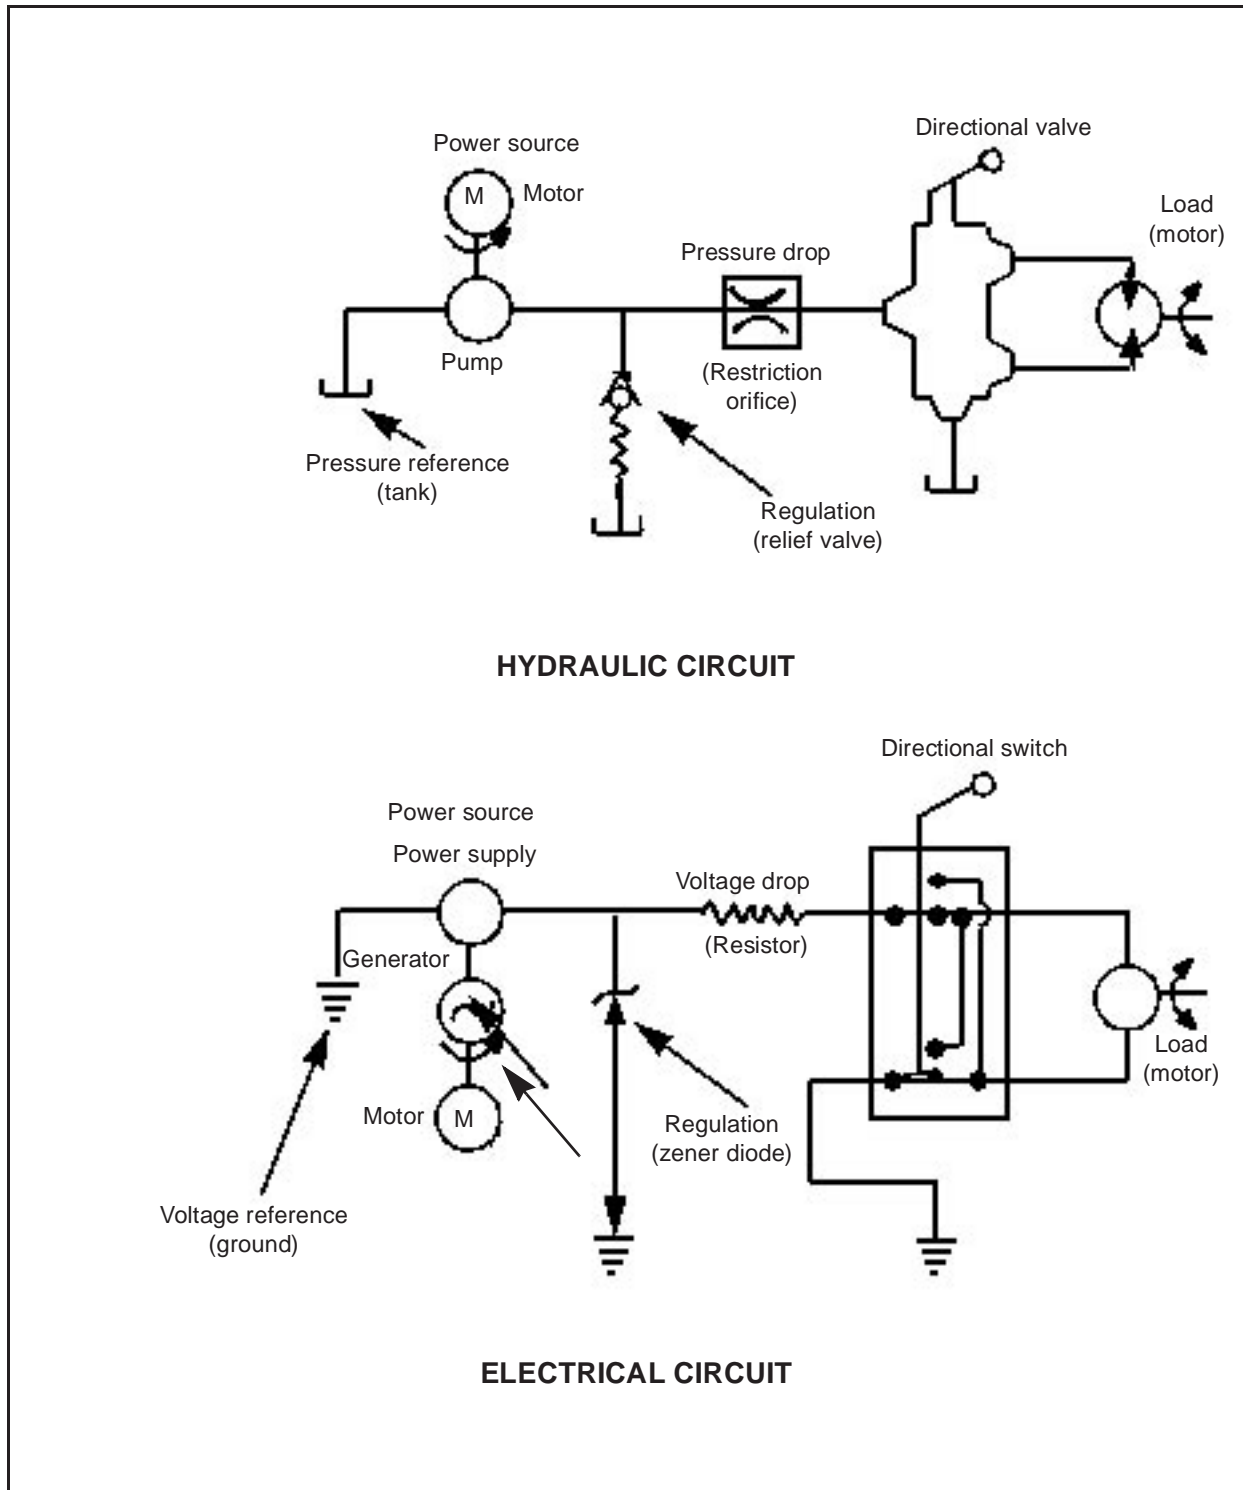 Directional valve
Power source
M
Motor
Load
(motor)
Pressure drop
Pump
(Restriction
orifice)
Pressure reference
(tank)
Regulation
(relief valve)
HYDRAULIC CIRCUIT
Directional switch
Power source
Power supply
Voltage drop
(Resistor)
Generator
Load
(motor)
Motor
M
Regulation
(zener diode)
Voltage reference
(ground)
ELECTRICAL CIRCUIT